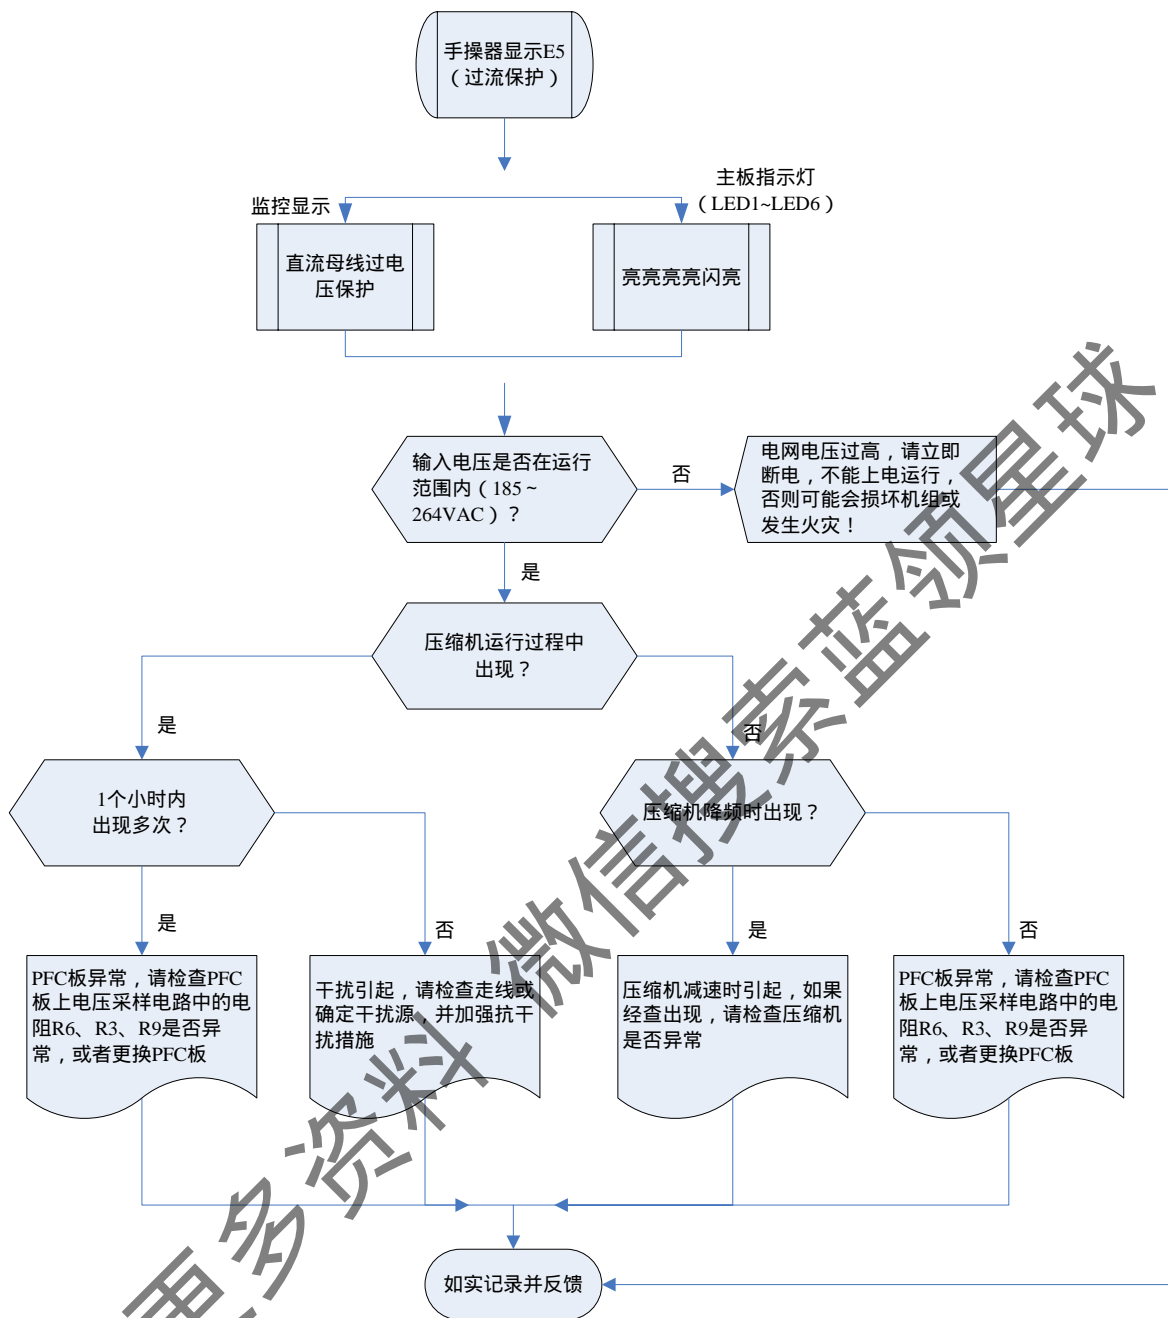 手操器显示E5
（过流保护）
主板指示灯
（LED1~LED6）
监控显示
直流母线过电
压保护
亮亮亮亮闪亮
输入电压是否在运行
范围内（185～
264VAC）？
否
电网电压过高，请立即
断电，不能上电运行，
否则可能会损坏机组或
发生火灾！
是
压缩机运行过程中
出现？
是
否
1个小时内
出现多次？
压缩机降频时出现？
是
否
是
否
PFC板异常，请检查PFC
板上电压采样电路中的电
阻R6、R3、R9是否异
常，或者更换PFC板
干扰引起，请检查走线或
确定干扰源，并加强抗干
扰措施
压缩机减速时引起，如果
经查出现，请检查压缩机
是否异常
PFC板异常，请检查PFC
板上电压采样电路中的电
阻R6、R3、R9是否异
常，或者更换PFC板
如实记录并反馈
更多资料 微信搜索蓝领星球